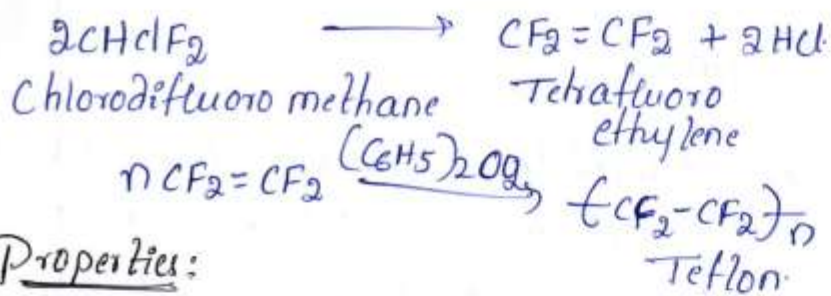 2CHClF2 ⟶ CF2 = CF2 + 2HCl.
Chlorodifluoro methane Tetrafluoro
ethylene
n CF2 = CF2 (C6H5)2O2⟶ -(CF2-CF2)-n
Teflon.
Properties: